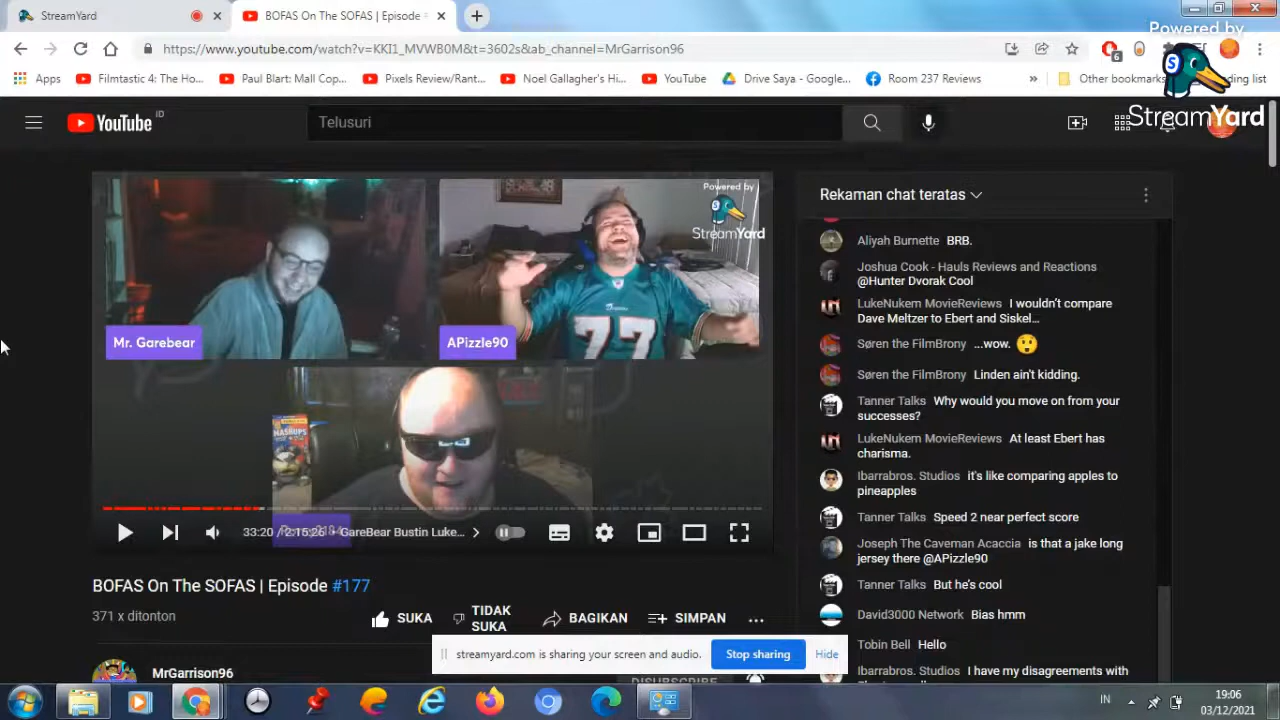 StreamYard
BOFAS On The SOFAS | Episode
Powered by
https://www.youtube.com/watch?v=KKI1_MVWB0M&t=3602s&ab_channel=MrGarrison96
6
Apps
Filmtastic 4: The Ho...
Paul Blart: Mall Cop...
Pixels Review/Rant...
Noel Gallagher's Hi...
YouTube
Drive Saya - Google...
Room 237 Reviews
»
Other bookmarks
ding list
StreamYard
YouTube ID
Telusuri
Powered by
StreamYard
Mr. Garebear
APizzle90
MASHUPS
33:20 / 2:15:26 • GareBear Bustin Luke...
BOFAS On The SOFAS | Episode #177
371 x ditonton
SUKA
TIDAK
SUKA
BAGIKAN
SIMPAN
MrGarrison96
DISUBSCRIBE
Rekaman chat teratas
Aliyah Burnette BRB.
Joshua Cook - Hauls Reviews and Reactions
@Hunter Dvorak Cool
LukeNukem MovieReviews I wouldn't compare
Dave Meltzer to Ebert and Siskel...
Søren the FilmBrony ...wow. 😲
Søren the FilmBrony Linden ain't kidding.
Tanner Talks Why would you move on from your
successes?
LukeNukem MovieReviews At least Ebert has
charisma.
Ibarrabros. Studios it's like comparing apples to
pineapples
Tanner Talks Speed 2 near perfect score
Joseph The Caveman Acaccia is that a jake long
jersey there @APizzle90
Tanner Talks But he's cool
David3000 Network Bias hmm
Tobin Bell Hello
Ibarrabros. Studios I have my disagreements with
streamyard.com is sharing your screen and audio.
Stop sharing
Hide
IN
19:06
03/12/2021
77